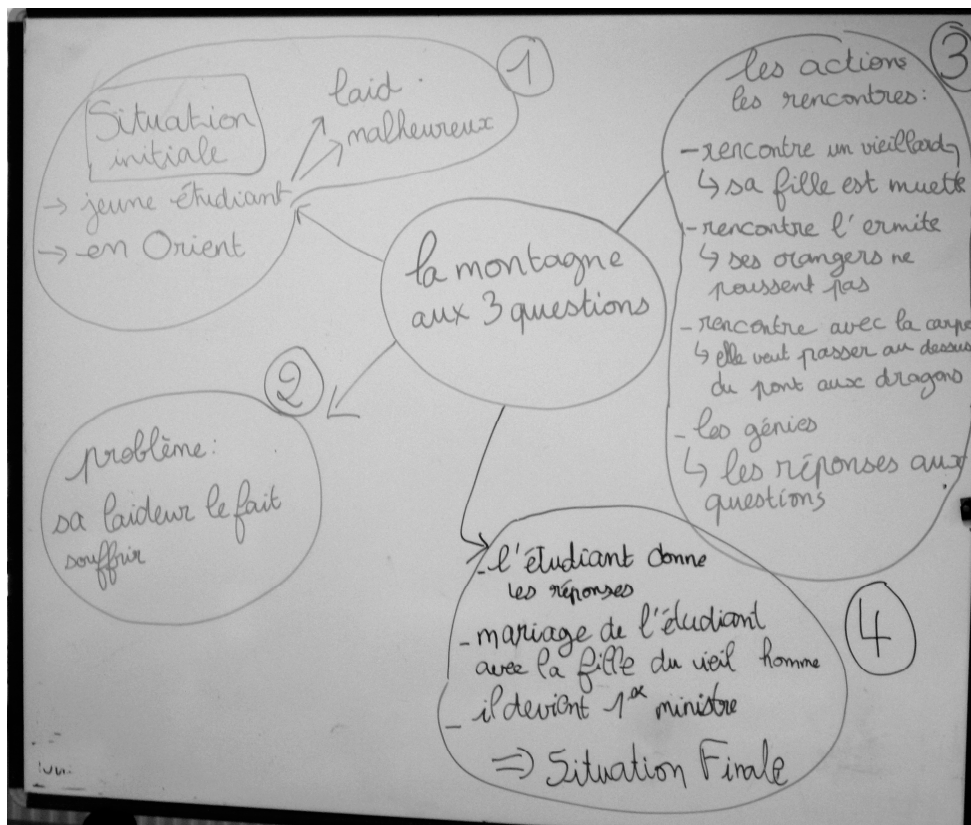 la montagne
aux 3 questions
1
Situation
initiale
→ jeune étudiant
→ en Orient
laid
malheureux
2
problème:
sa laideur le fait
souffrir
3
les actions
les rencontres:
- rencontre un vieillard
↳ sa fille est muette
- rencontre l'ermite
↳ ses orangers ne
poussent pas
- rencontre avec la carpe
↳ elle veut passer au dessus
du pont aux dragons
- les génies
↳ les réponses aux
questions
4
- l'étudiant donne
les réponses
- mariage de l'étudiant
avec la fille du vieil homme
- il devient 1er ministre
⇒ Situation Finale